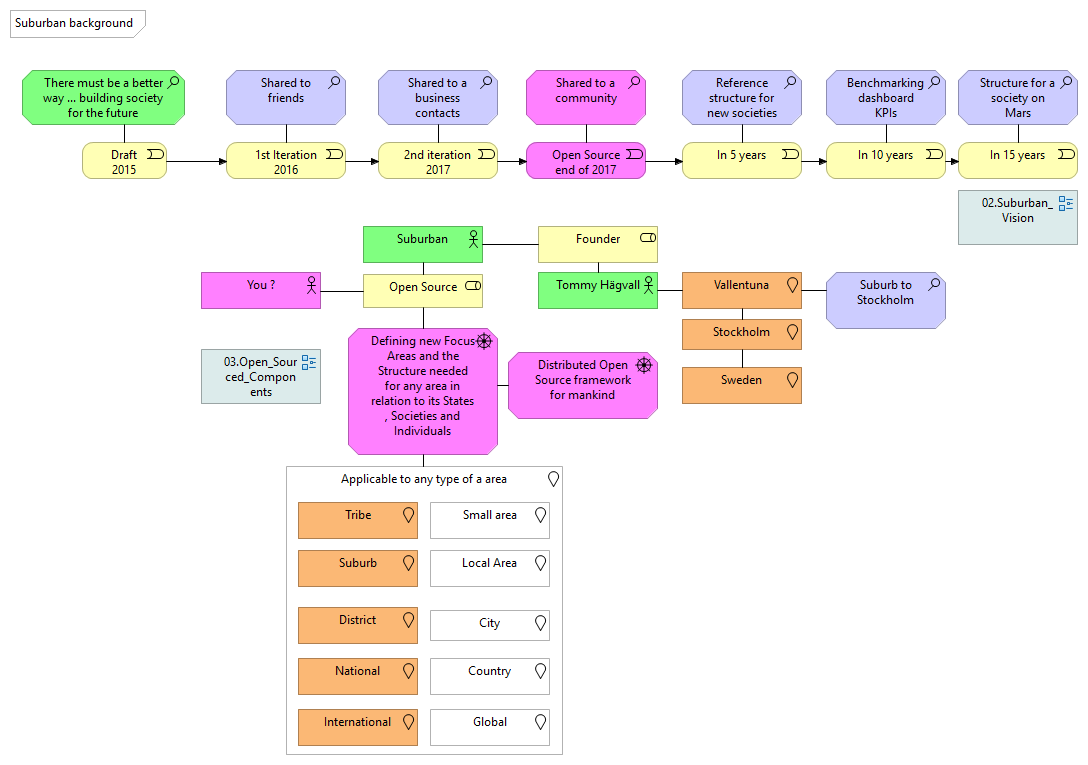 Suburban background
There must be a better
way ... building society
for the future
Shared to
friends
Shared to a
business
contacts
Shared to a
community
Reference
structure for
new societies
Benchmarking
dashboard
KPIs
Structure for a
society on
Mars
Draft
2015
1st Iteration
2016
2nd iteration
2017
Open Source
end of 2017
In 5 years
In 10 years
In 15 years
02.Suburban_
Vision
Suburban
Founder
You ?
Open Source
Tommy Hägvall
Vallentuna
Suburb to
Stockholm
Stockholm
Sweden
03.Open_Sour
ced_Compon
ents
Defining new Focus
Areas and the
Structure needed
for any area in
relation to its States
, Societies and
Individuals
Distributed Open
Source framework
for mankind
Applicable to any type of a area
Tribe
Small area
Suburb
Local Area
District
City
National
Country
International
Global